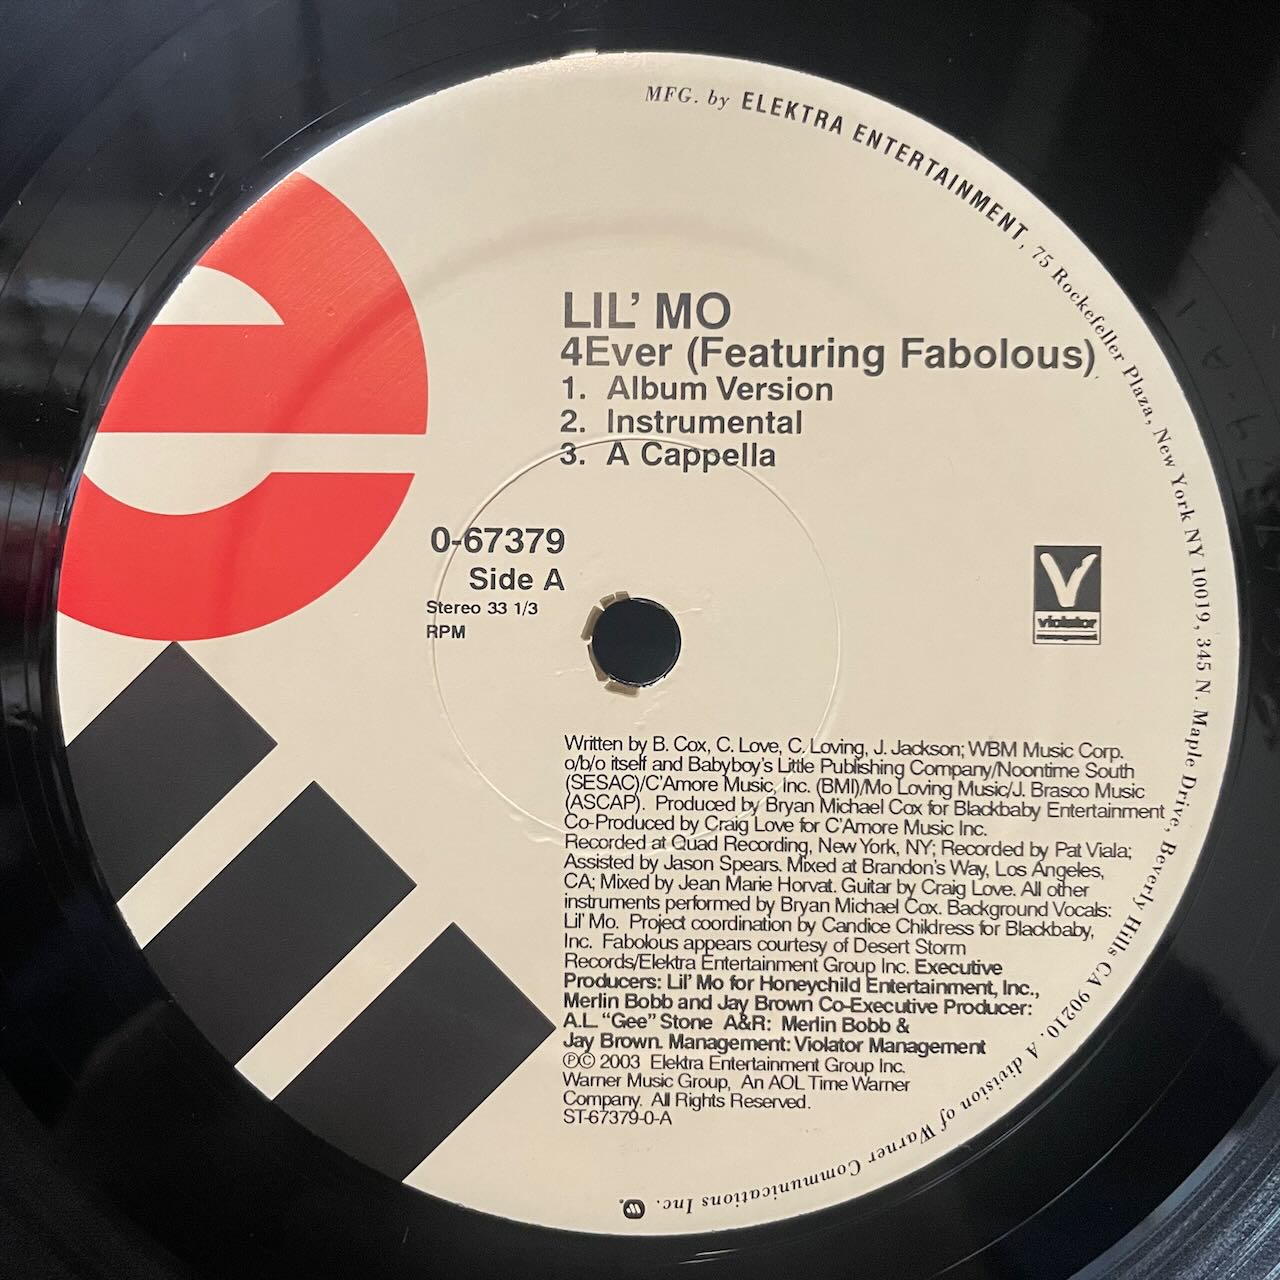 MFG. by ELEKTRA ENTERTAINMENT, 75 Rockefeller Plaza, New York NY 10019, 345 N. Maple Drive, Beverly Hills CA 90210. A division of Warner Communications Inc.
e
LIL' MO
4Ever (Featuring Fabolous)
1. Album Version
2. Instrumental
3. A Cappella
0-67379
Side A
Stereo 33 1/3
RPM
V
violator
management
Written by B. Cox, C. Love, C. Loving, J. Jackson; WBM Music Corp.
o/b/o itself and Babyboy's Little Publishing Company/Noontime South
(SESAC)/C'Amore Music, Inc. (BMI)/Mo Loving Music/J. Brasco Music
(ASCAP). Produced by Bryan Michael Cox for Blackbaby Entertainment
Co-Produced by Craig Love for C'Amore Music Inc.
Recorded at Quad Recording, New York, NY; Recorded by Pat Viala;
Assisted by Jason Spears. Mixed at Brandon's Way, Los Angeles,
CA; Mixed by Jean Marie Horvat. Guitar by Craig Love. All other
instruments performed by Bryan Michael Cox. Background Vocals:
Lil' Mo. Project coordination by Candice Childress for Blackbaby,
Inc. Fabolous appears courtesy of Desert Storm
Records/Elektra Entertainment Group Inc. Executive
Producers: Lil' Mo for Honeychild Entertainment, Inc.,
Merlin Bobb and Jay Brown Co-Executive Producer:
A.L. "Gee" Stone A&R: Merlin Bobb &
Jay Brown. Management: Violator Management
℗© 2003 Elektra Entertainment Group Inc.
Warner Music Group, An AOL Time Warner
Company. All Rights Reserved.
ST-67379-0-A